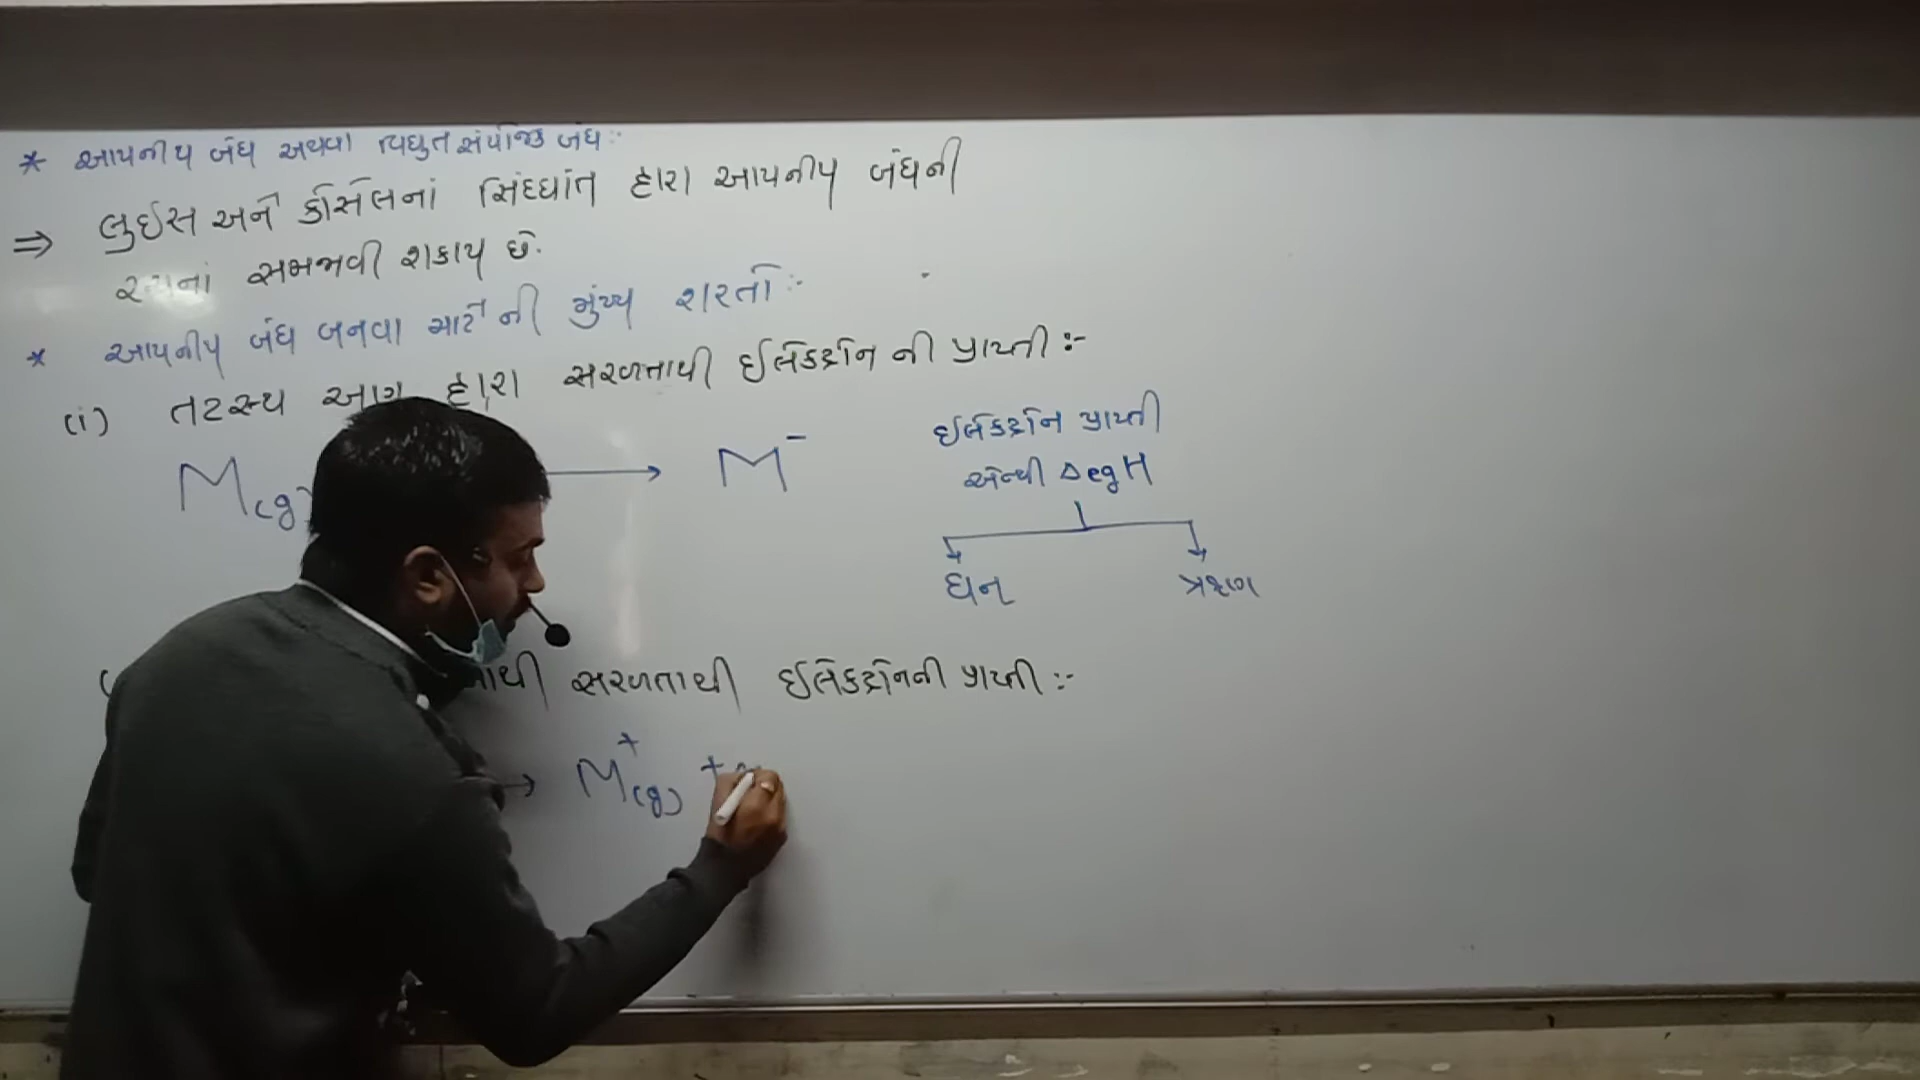 * આયનીય બંધ અથવા વિદ્યુત સંયોજક બંધ :-
⇒ લુઈસ અને કોસેલનાં સિદ્ધાંત દ્વારા આયનીય બંધની
રચનાં સમજાવી શકાય છે.
* આયનીય બંધ બનવા માટેની મુખ્ય શરતો :-
(i) તટસ્થ આણુ દ્વારા સરળતાથી ઈલેક્ટ્રોન ની પ્રાપ્તી :-
M(g) → M⁻
ઈલેક્ટ્રોન પ્રાપ્તી
એન્થી ΔegH
ધન ઋણ
સરળતાથી ઈલેક્ટ્રોનની પ્રાપ્તી :-
→ M⁺(g) +